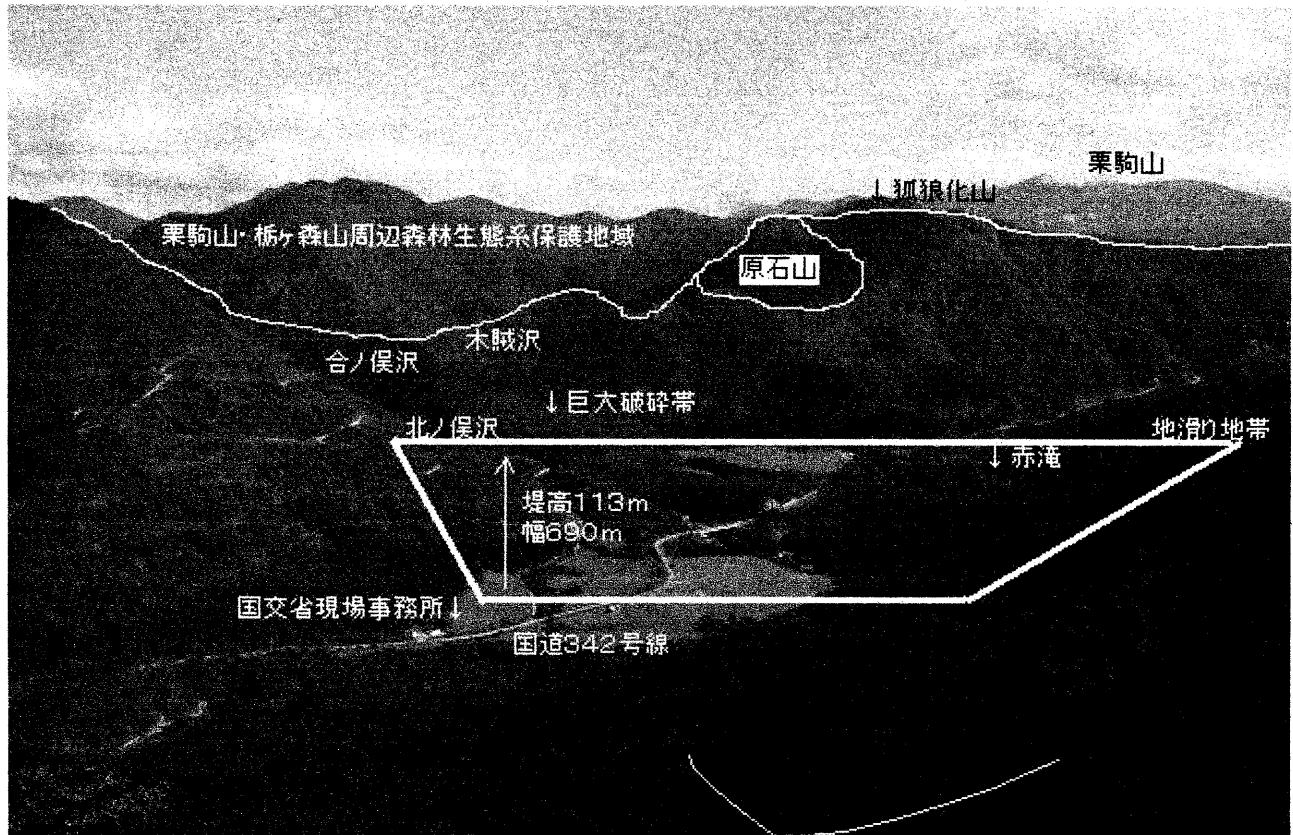 栗駒山
↓狐狼化山
栗駒山・栃ヶ森山周辺森林生態系保護地域
原石山
木賊沢
合ノ俣沢
↓巨大破砕帯
北ノ俣沢
地滑り地帯
↓赤滝
堤高113m
幅690m
国交省現場事務所↓
国道342号線